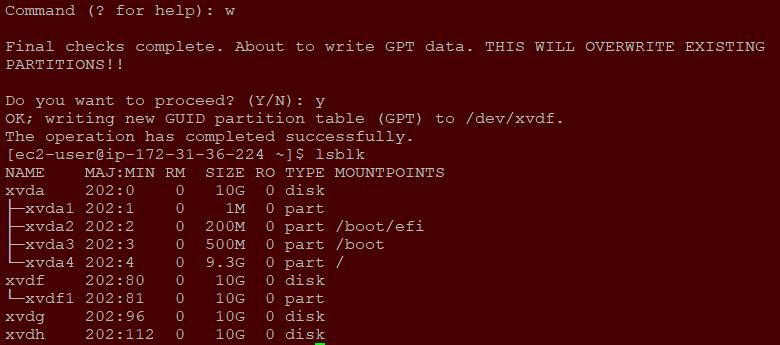 Command (? for help): w
Final checks complete. About to write GPT data. THIS WILL OVERWRITE EXISTING
PARTITIONS!!
Do you want to proceed? (Y/N): y
OK; writing new GUID partition table (GPT) to /dev/xvdf.
The operation has completed successfully.
[ec2-user@ip-172-31-36-224 ~]$ lsblk
NAME    MAJ:MIN RM  SIZE RO TYPE MOUNTPOINTS
xvda    202:0    0   10G  0 disk
├─xvda1 202:1    0    1M  0 part
├─xvda2 202:2    0  200M  0 part /boot/efi
├─xvda3 202:3    0  500M  0 part /boot
└─xvda4 202:4    0  9.3G  0 part /
xvdf    202:80   0   10G  0 disk
└─xvdf1 202:81   0   10G  0 part
xvdg    202:96   0   10G  0 disk
xvdh    202:112  0   10G  0 disk